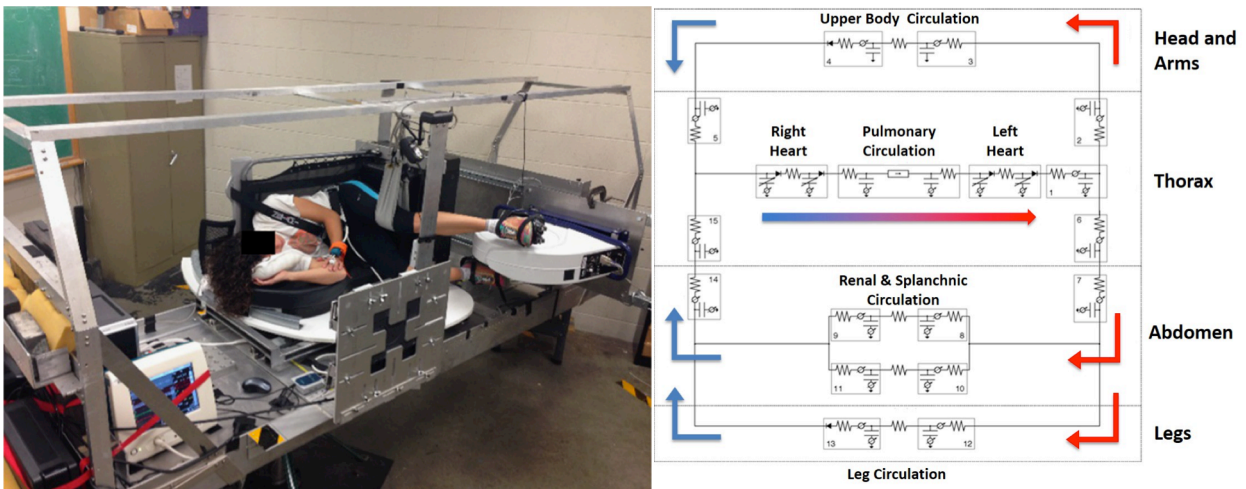 Upper Body Circulation
Head and
Arms
4
3
5
2
Right
Heart
Pulmonary
Circulation
Left
Heart
1
Thorax
15
6
14
7
Renal & Splanchnic
Circulation
9
8
Abdomen
11
10
13
12
Legs
Leg Circulation